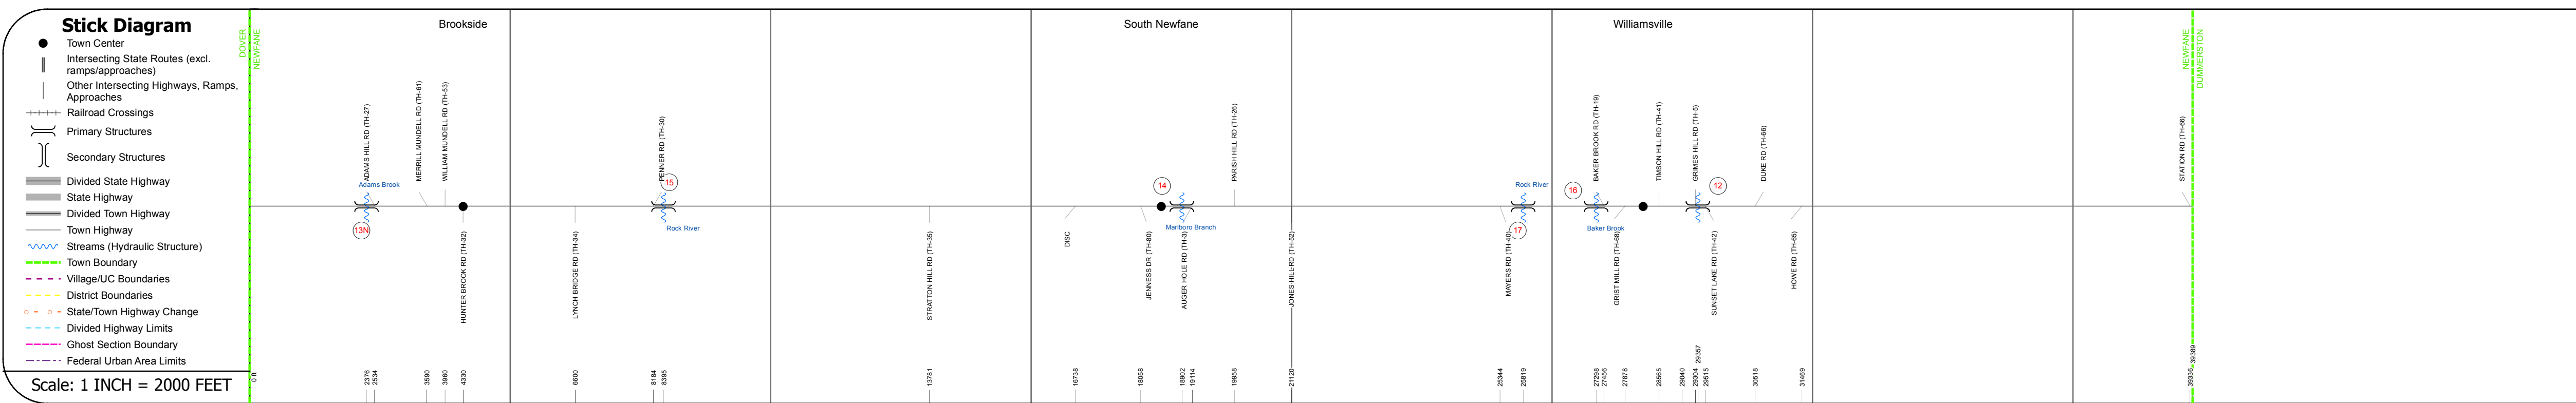 Stick Diagram
Town Center
Intersecting State Routes (excl.
ramps/approaches)
Other Intersecting Highways, Ramps,
Approaches
Railroad Crossings
Primary Structures
Secondary Structures
Divided State Highway
State Highway
Divided Town Highway
Town Highway
Streams (Hydraulic Structure)
Town Boundary
Village/UC Boundaries
District Boundaries
State/Town Highway Change
Divided Highway Limits
Ghost Section Boundary
Federal Urban Area Limits
Scale: 1 INCH = 2000 FEET
DOVER
NEWFANE
Brookside
South Newfane
Williamsville
NEWFANE
DUMMERSTON
ADAMS HILL RD (TH-27)
MERRILL MUNDELL RD (TH-61)
WILLIAM MUNDELL RD (TH-53)
PENNER RD (TH-30)
PARISH HILL RD (TH-26)
BAKER BROOK RD (TH-19)
TIMSON HILL RD (TH-41)
GRIMES HILL RD (TH-5)
DUKE RD (TH-66)
STATION RD (TH-66)
Adams Brook
15
14
Rock River
16
12
13N
Rock River
Marlboro Branch
17
Baker Brook
HUNTER BROOK RD (TH-32)
LYNCH BRIDGE RD (TH-34)
STRATTON HILL RD (TH-35)
DISC
JENNESS DR (TH-80)
AUGER HOLE RD (TH-3)
JONES HILL RD (TH-52)
MAYERS RD (TH-40)
GRIST MILL RD (TH-68)
SUNSET LAKE RD (TH-42)
HOWE RD (TH-65)
0 ft
2376
2534
3590
3960
4330
6600
8184
8395
13781
16738
18058
18902
19114
19958
21120
25344
25819
27298
27456
27878
28565
29040
29304
29357
29515
30518
31469
39336
39389